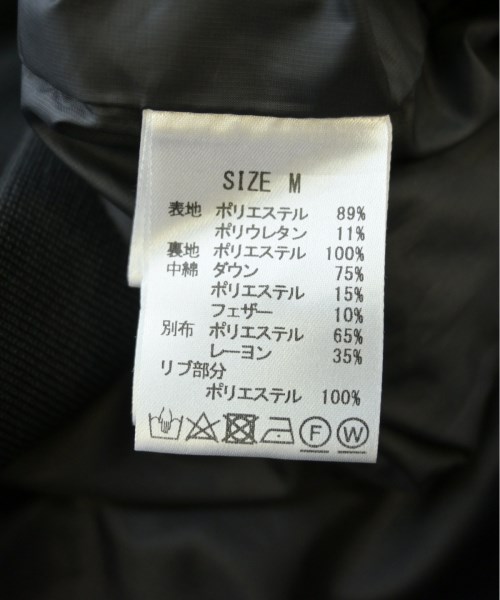 SIZE M
表地 ポリエステル 89%
ポリウレタン 11%
裏地 ポリエステル 100%
中綿 ダウン 75%
ポリエステル 15%
フェザー 10%
別布 ポリエステル 65%
レーヨン 35%
リブ部分
ポリエステル 100%
F W